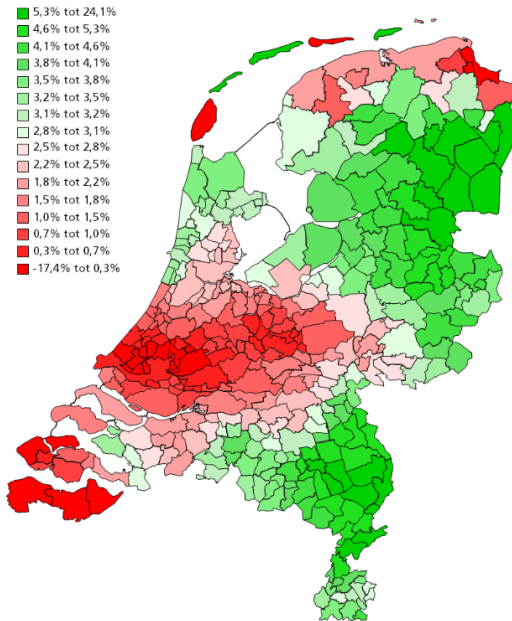 5,3% tot 24,1%
4,6% tot 5,3%
4,1% tot 4,6%
3,8% tot 4,1%
3,5% tot 3,8%
3,2% tot 3,5%
3,1% tot 3,2%
2,8% tot 3,1%
2,5% tot 2,8%
2,2% tot 2,5%
1,8% tot 2,2%
1,5% tot 1,8%
1,0% tot 1,5%
0,7% tot 1,0%
0,3% tot 0,7%
-17,4% tot 0,3%